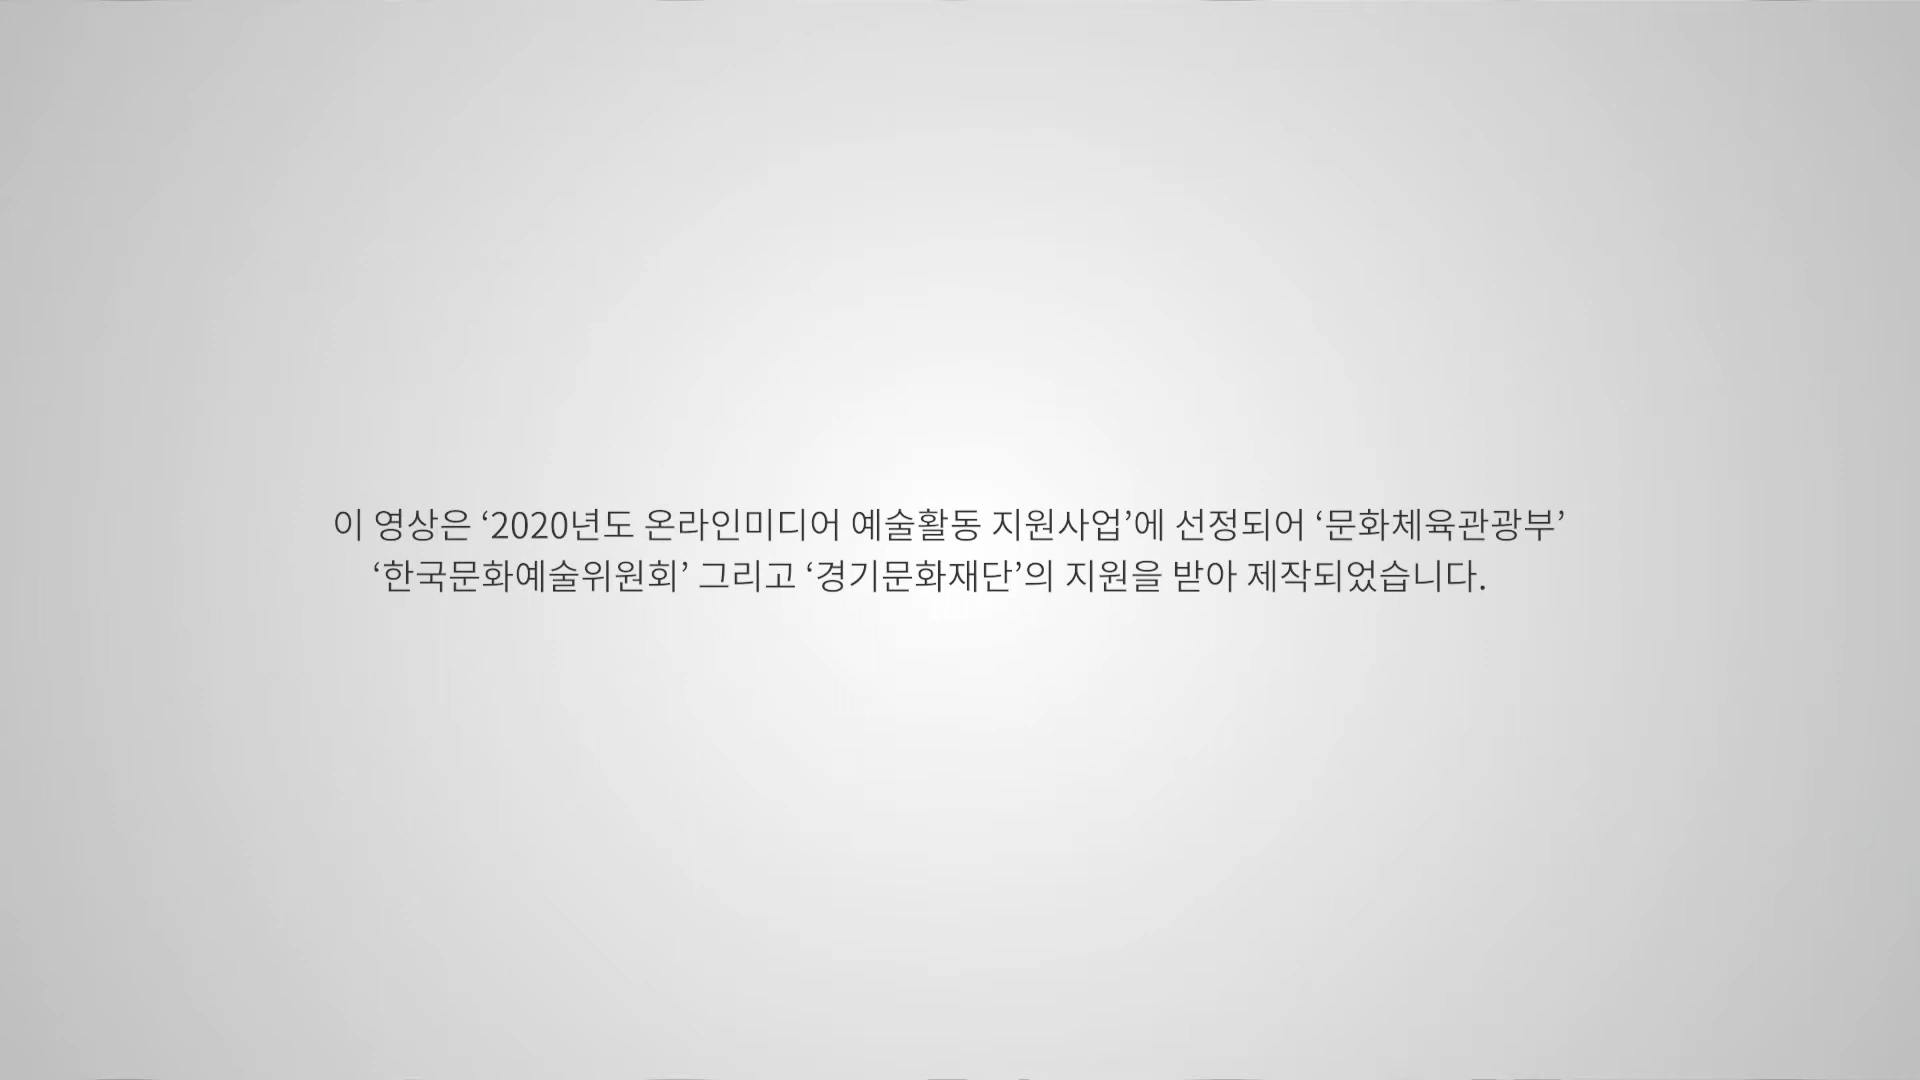 이 영상은 ‘2020년도 온라인미디어 예술활동 지원사업’에 선정되어 ‘문화체육관광부’
‘한국문화예술위원회’ 그리고 ‘경기문화재단’의 지원을 받아 제작되었습니다.